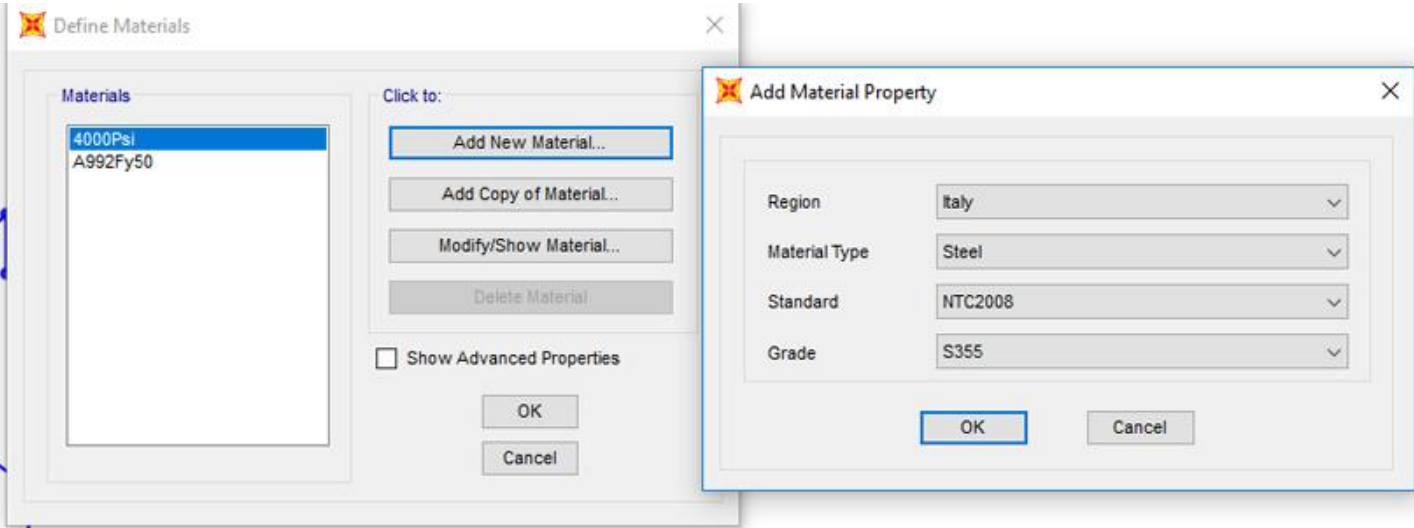 Define Materials
Materials
4000Psi
A992Fy50
Click to:
Add New Material...
Add Copy of Material...
Modify/Show Material...
Delete Material
Show Advanced Properties
OK
Cancel
Add Material Property
Region Italy
Material Type Steel
Standard NTC2008
Grade S355
OK Cancel